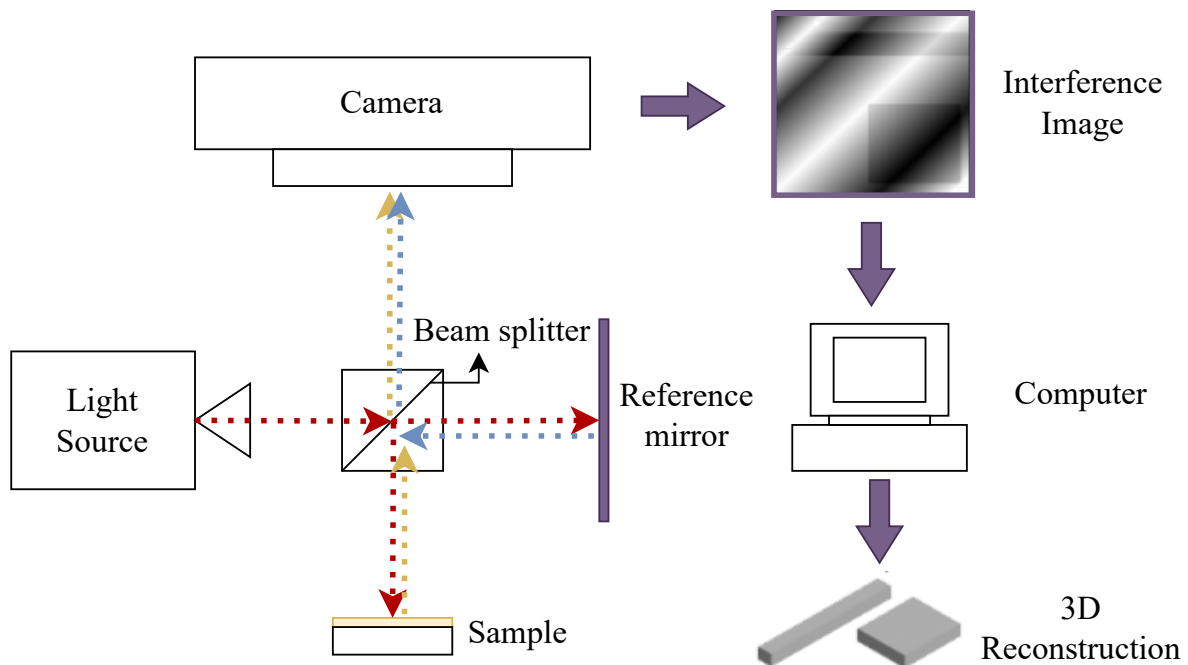 Camera
Interference
Image
Beam splitter
Light
Source
Reference
mirror
Computer
Sample
3D
Reconstruction